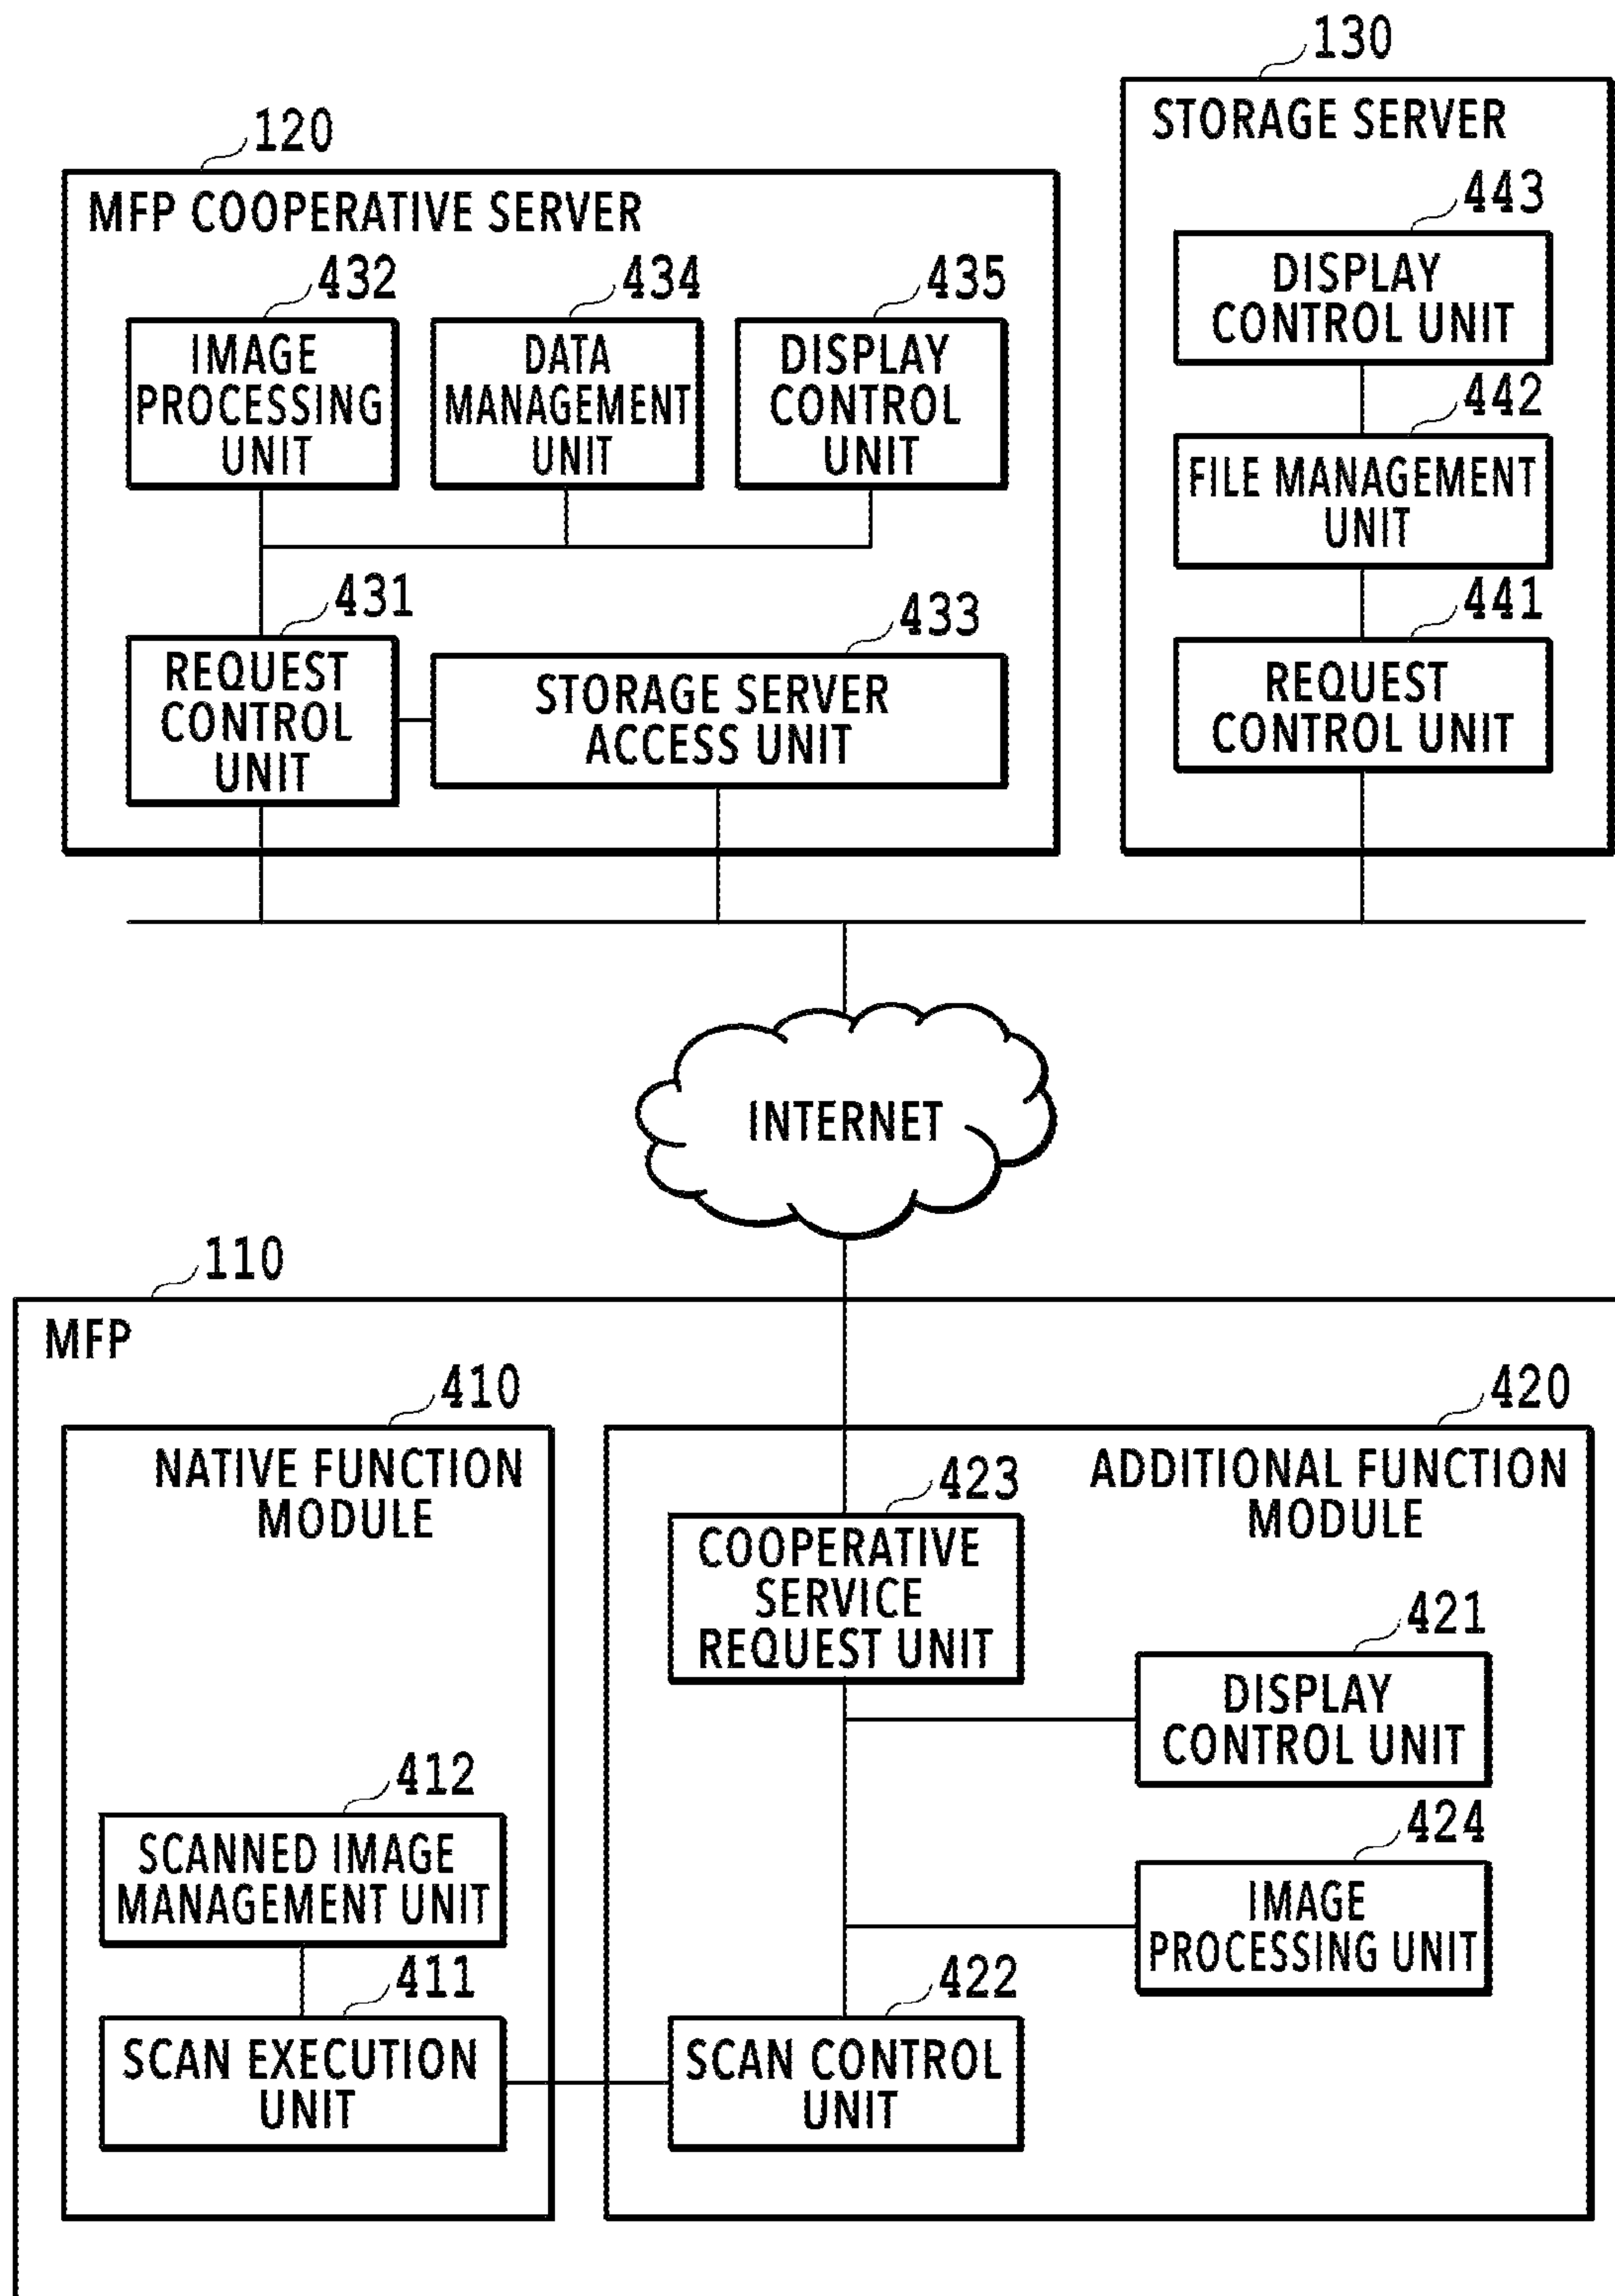 130
STORAGE SERVER
443
DISPLAY
CONTROL UNIT
442
FILE MANAGEMENT
UNIT
441
REQUEST
CONTROL UNIT
120
MFP COOPERATIVE SERVER
432
IMAGE
PROCESSING
UNIT
434
DATA
MANAGEMENT
UNIT
435
DISPLAY
CONTROL
UNIT
431
REQUEST
CONTROL
UNIT
433
STORAGE SERVER
ACCESS UNIT
INTERNET
110
MFP
410
NATIVE FUNCTION
MODULE
412
SCANNED IMAGE
MANAGEMENT UNIT
411
SCAN EXECUTION
UNIT
420
ADDITIONAL FUNCTION
MODULE
423
COOPERATIVE
SERVICE
REQUEST UNIT
421
DISPLAY
CONTROL UNIT
424
IMAGE
PROCESSING UNIT
422
SCAN CONTROL
UNIT